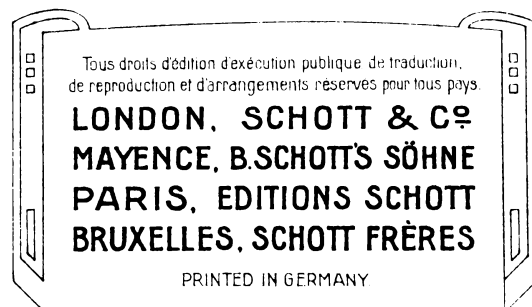 Tous droits d'édition d'exécution publique de traduction,
de reproduction et d'arrangements réservés pour tous pays.
LONDON, SCHOTT & Cº
MAYENCE, B.SCHOTT'S SÖHNE
PARIS, EDITIONS SCHOTT
BRUXELLES, SCHOTT FRÈRES
PRINTED IN GERMANY.